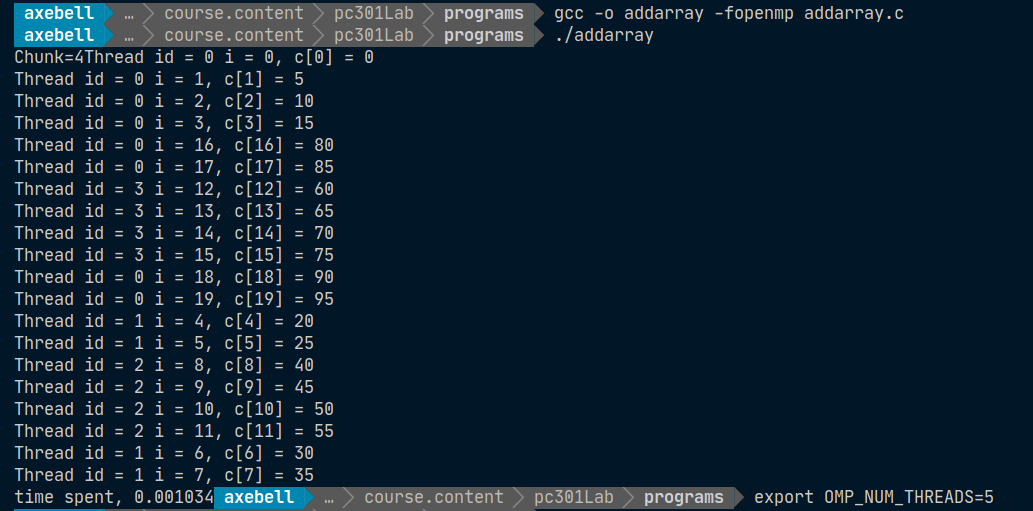 axebell … course.content pc301Lab programs gcc -o addarray -fopenmp addarray.c
axebell … course.content pc301Lab programs ./addarray
Chunk=4Thread id = 0 i = 0, c[0] = 0
Thread id = 0 i = 1, c[1] = 5
Thread id = 0 i = 2, c[2] = 10
Thread id = 0 i = 3, c[3] = 15
Thread id = 0 i = 16, c[16] = 80
Thread id = 0 i = 17, c[17] = 85
Thread id = 3 i = 12, c[12] = 60
Thread id = 3 i = 13, c[13] = 65
Thread id = 3 i = 14, c[14] = 70
Thread id = 3 i = 15, c[15] = 75
Thread id = 0 i = 18, c[18] = 90
Thread id = 0 i = 19, c[19] = 95
Thread id = 1 i = 4, c[4] = 20
Thread id = 1 i = 5, c[5] = 25
Thread id = 2 i = 8, c[8] = 40
Thread id = 2 i = 9, c[9] = 45
Thread id = 2 i = 10, c[10] = 50
Thread id = 2 i = 11, c[11] = 55
Thread id = 1 i = 6, c[6] = 30
Thread id = 1 i = 7, c[7] = 35
time spent, 0.001034 axebell … course.content pc301Lab programs export OMP_NUM_THREADS=5